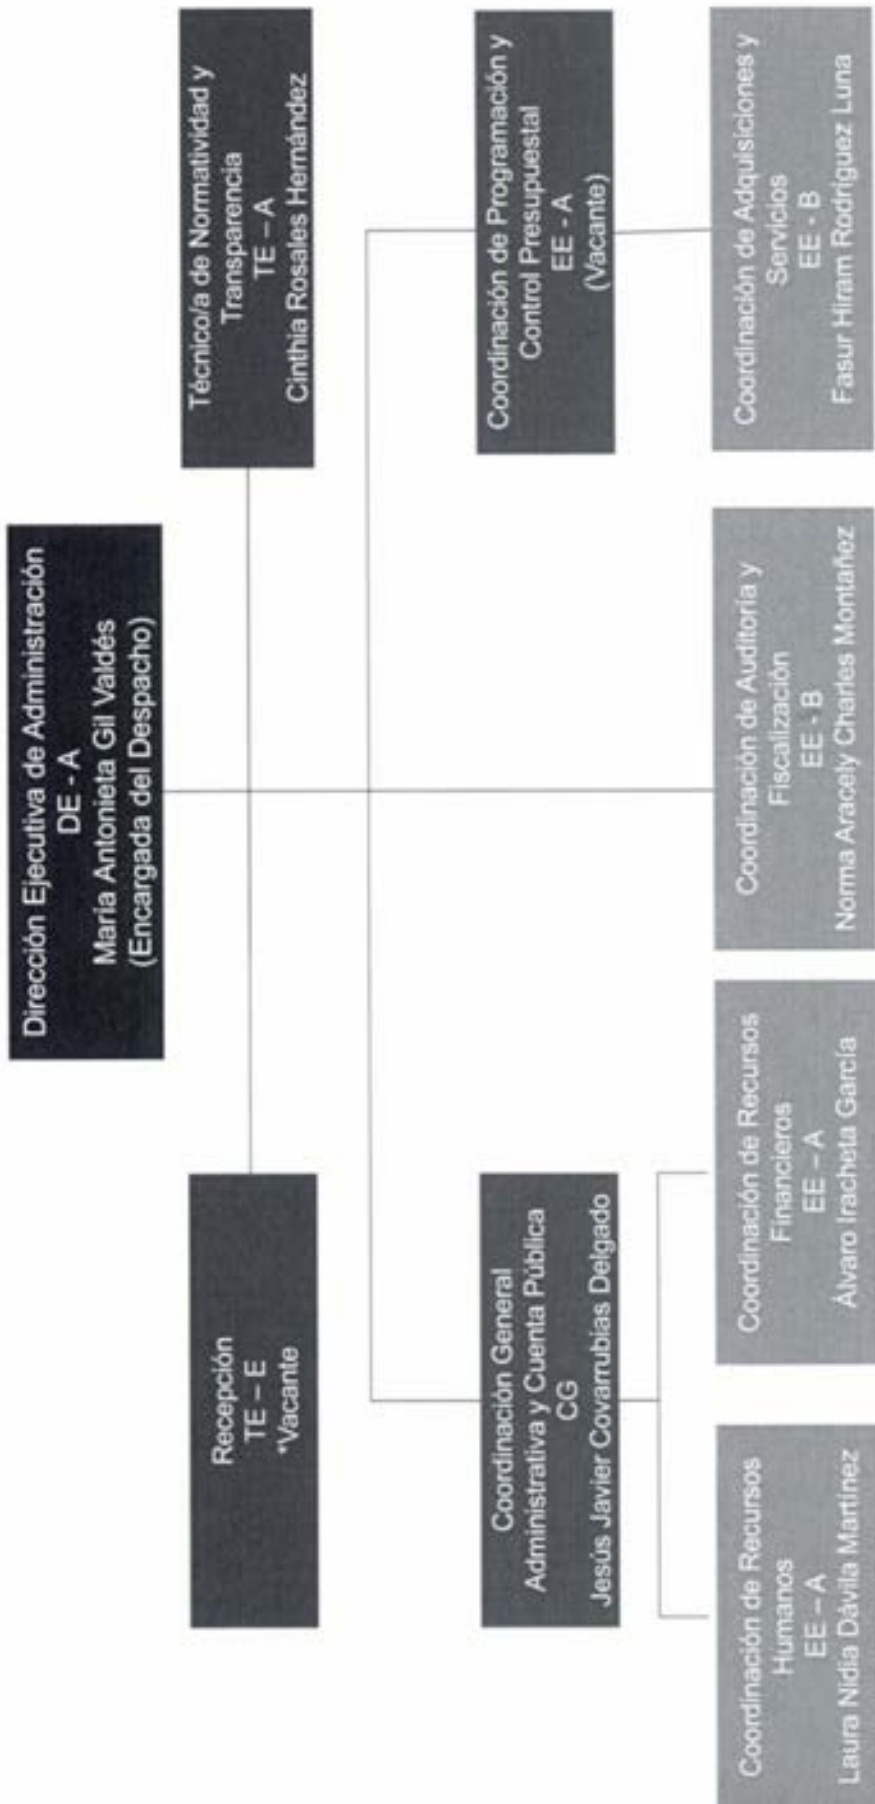 Dirección Ejecutiva de Administración
DE - A
Maria Antonieta Gil Valdés
(Encargada del Despacho)
Recepción
TE – E
*Vacante
Técnico/a de Normatividad y
Transparencia
TE – A
Cinthia Rosales Hernández
Coordinación General
Administrativa y Cuenta Pública
CG
Jesús Javier Covarrubias Delgado
Coordinación de Programación y
Control Presupuestal
EE - A
(Vacante)
Coordinación de Recursos
Humanos
EE – A
Laura Nidia Dávila Martínez
Coordinación de Recursos
Financieros
EE – A
Álvaro Iracheta García
Coordinación de Auditoria y
Fiscalización
EE - B
Norma Aracely Charles Montañoz
Coordinación de Adquisiciones y
Servicios
EE - B
Fasur Hiram Rodríguez Luna